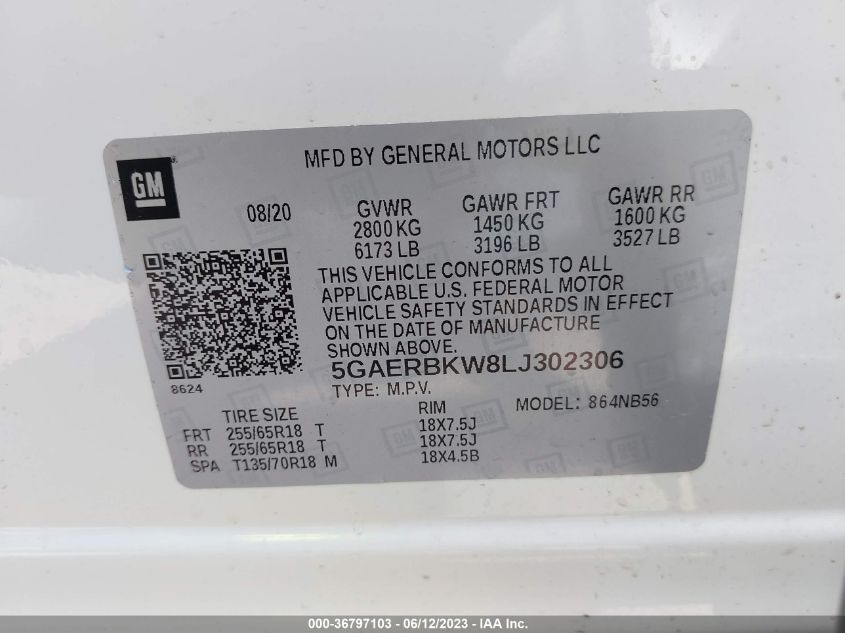 MFD BY GENERAL MOTORS LLC
GM
08/20 GVWR GAWR FRT GAWR RR
2800 KG 1450 KG 1600 KG
6173 LB 3196 LB 3527 LB
THIS VEHICLE CONFORMS TO ALL
APPLICABLE U.S. FEDERAL MOTOR
VEHICLE SAFETY STANDARDS IN EFFECT
ON THE DATE OF MANUFACTURE
SHOWN ABOVE.
8624
5GAERBKW8LJ302306
TYPE: M.P.V. MODEL: 864NB56
TIRE SIZE RIM
FRT 255/65R18 T 18X7.5J
RR 255/65R18 T 18X7.5J
SPA T135/70R18 M 18X4.5B
000-36797103 - 06/12/2023 - IAA Inc.